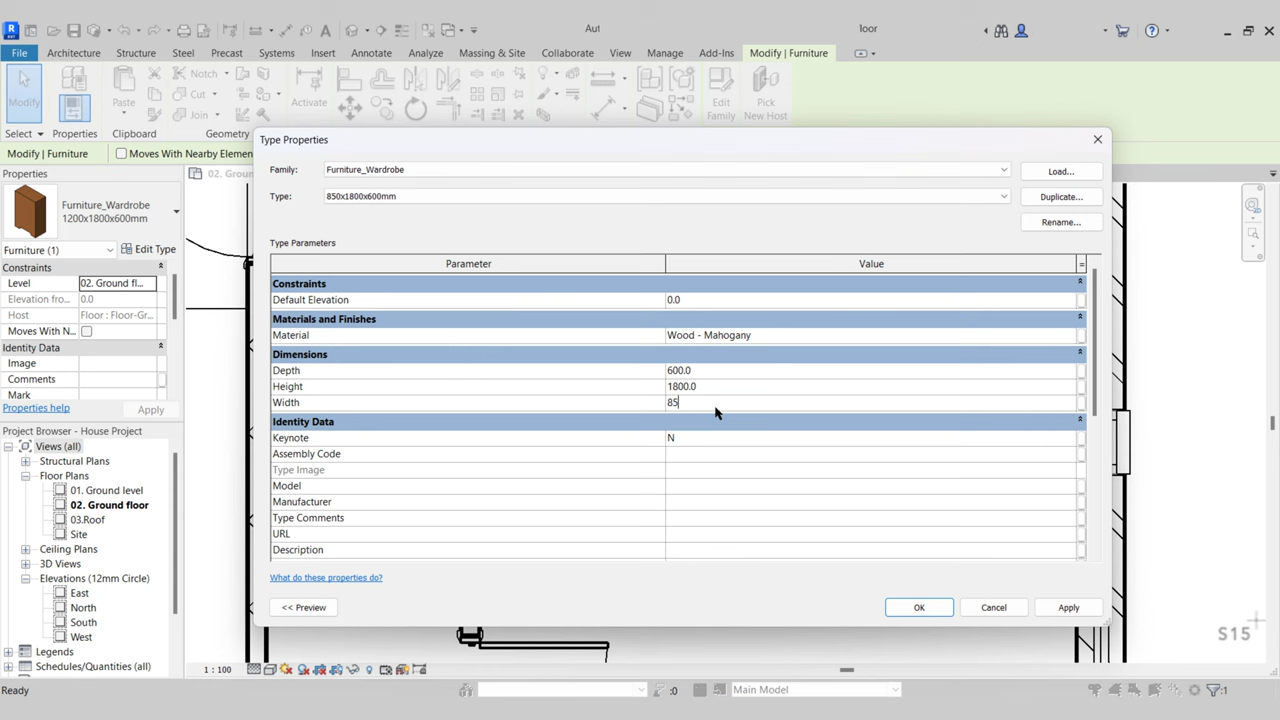 Aut
loor
File Architecture Structure Steel Precast Systems Insert Annotate Analyze Massing & Site Collaborate View Manage Add-Ins Modify | Furniture
Modify
Paste
Notch
Cut
Join
Activate
Edit Family
Pick New Host
Select Properties Clipboard Geometry
Modify | Furniture Moves With Nearby Elemen
Properties
02. Groun
Furniture_Wardrobe
1200x1800x600mm
Furniture (1) Edit Type
Constraints
Level 02. Ground fl...
Elevation fro... 0.0
Host Floor : Floor-Gr...
Moves With N...
Identity Data
Image
Comments
Mark
Properties help Apply
Project Browser - House Project
Views (all)
Structural Plans
Floor Plans
01. Ground level
02. Ground floor
03.Roof
Site
Ceiling Plans
3D Views
Elevations (12mm Circle)
East
North
South
West
Legends
Schedules/Quantities (all)
Type Properties
Family: Furniture_Wardrobe Load...
Type: 850x1800x600mm Duplicate...
Rename...
Type Parameters
Parameter Value =
Constraints
Default Elevation 0.0
Materials and Finishes
Material Wood - Mahogany
Dimensions
Depth 600.0
Height 1800.0
Width 85
Identity Data
Keynote N
Assembly Code
Type Image
Model
Manufacturer
Type Comments
URL
Description
What do these properties do?
<< Preview OK Cancel Apply
S15
1 : 100
Ready :0 Main Model :1